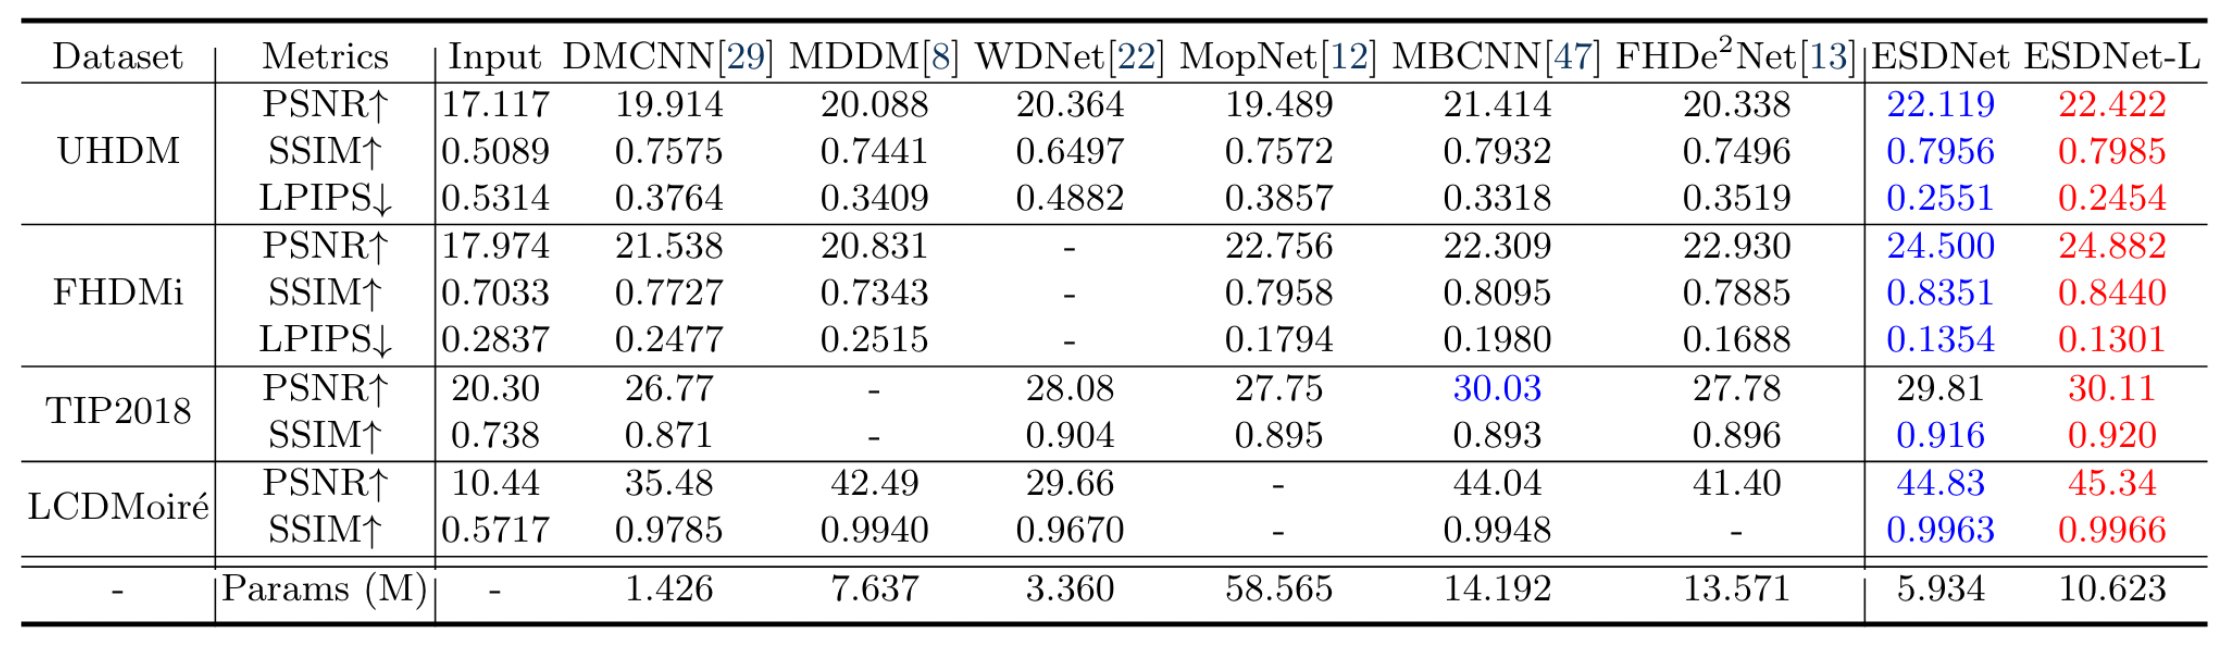 Dataset Metrics Input DMCNN[29] MDDM[8] WDNet[22] MopNet[12] MBCNN[47] FHDe²Net[13] ESDNet ESDNet-L
PSNR↑ 17.117 19.914 20.088 20.364 19.489 21.414 20.338 22.119 22.422
UHDM SSIM↑ 0.5089 0.7575 0.7441 0.6497 0.7572 0.7932 0.7496 0.7956 0.7985
LPIPS↓ 0.5314 0.3764 0.3409 0.4882 0.3857 0.3318 0.3519 0.2551 0.2454
PSNR↑ 17.974 21.538 20.831 - 22.756 22.309 22.930 24.500 24.882
FHDMi SSIM↑ 0.7033 0.7727 0.7343 - 0.7958 0.8095 0.7885 0.8351 0.8440
LPIPS↓ 0.2837 0.2477 0.2515 - 0.1794 0.1980 0.1688 0.1354 0.1301
TIP2018 PSNR↑ 20.30 26.77 - 28.08 27.75 30.03 27.78 29.81 30.11
SSIM↑ 0.738 0.871 - 0.904 0.895 0.893 0.896 0.916 0.920
LCDMoiré PSNR↑ 10.44 35.48 42.49 29.66 - 44.04 41.40 44.83 45.34
SSIM↑ 0.5717 0.9785 0.9940 0.9670 - 0.9948 - 0.9963 0.9966
- Params (M) - 1.426 7.637 3.360 58.565 14.192 13.571 5.934 10.623